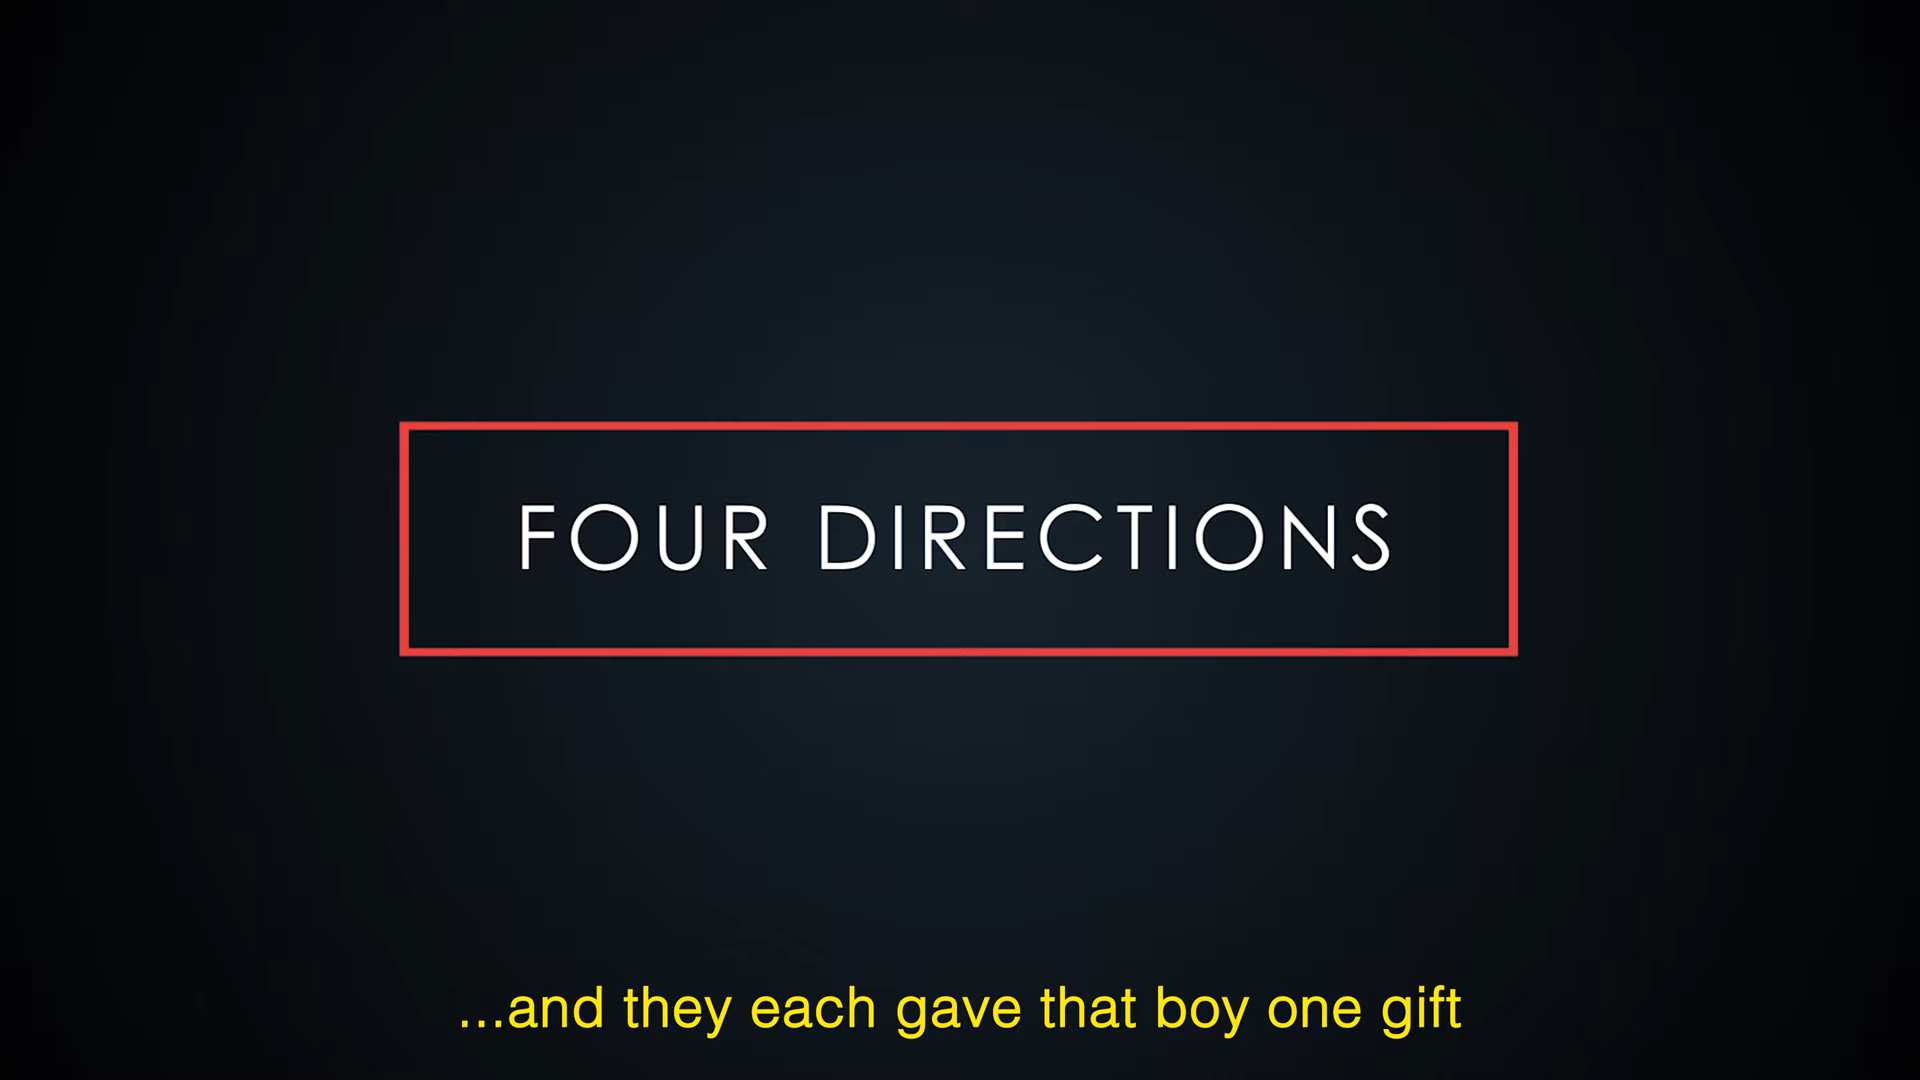 FOUR DIRECTIONS
...and they each gave that boy one gift